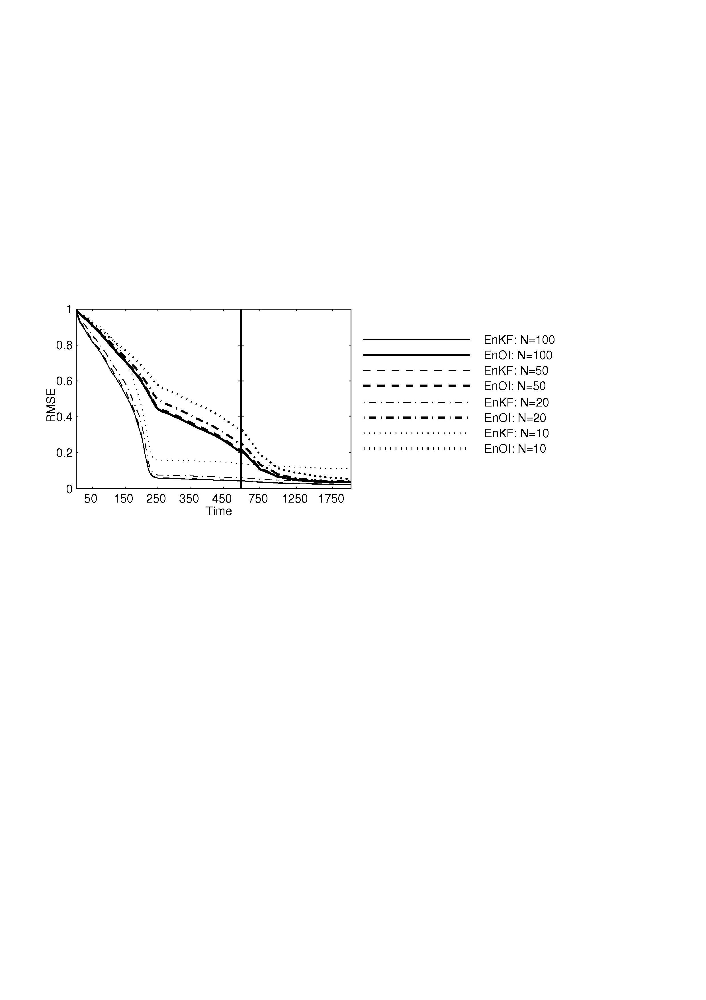 1
0.8
0.6
0.4
0.2
0
RMSE
50 150 250 350 450 750 1250 1750
Time
EnKF: N=100
EnOI: N=100
EnKF: N=50
EnOI: N=50
EnKF: N=20
EnOI: N=20
EnKF: N=10
EnOI: N=10